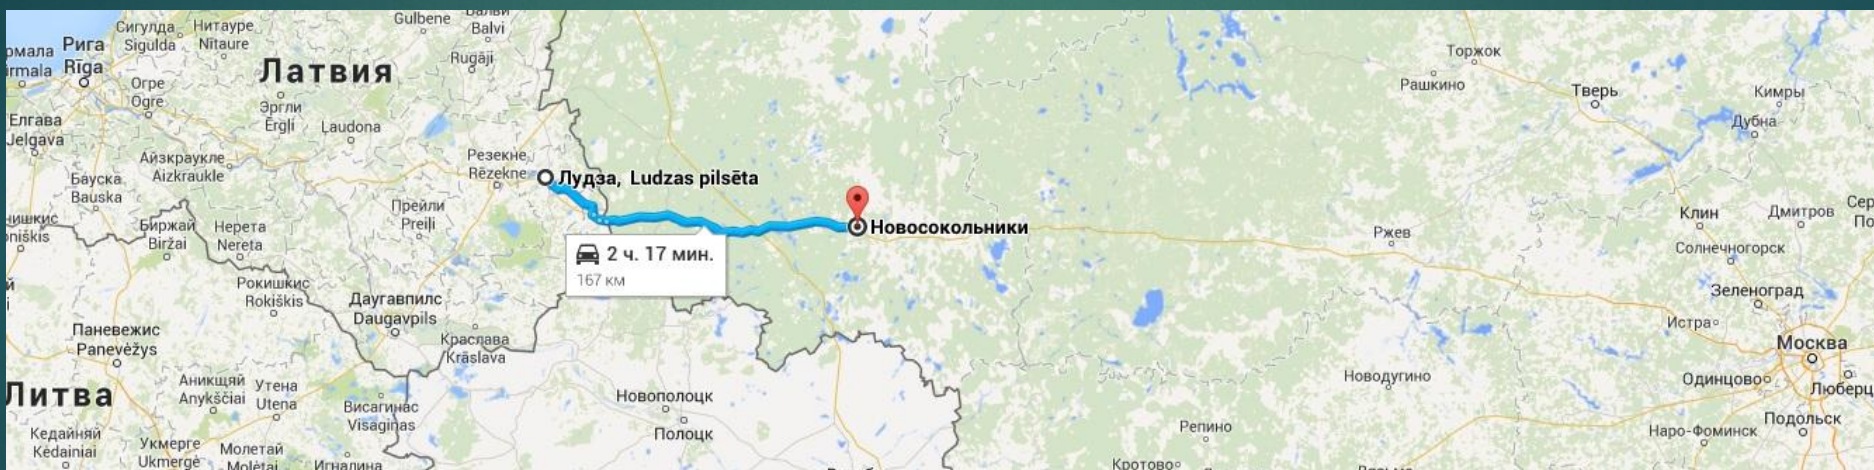 Рига
Rīga
Сигулда
Sigulda
Нитауре
Nītaure
Gulbene
Balvi
Rugāji
Латвия
Огре
Ogre
Эргли
Ērgļi
Laudona
Елгава
Jelgava
Айзкраукле
Aizkraukle
Бауска
Bauska
Резекне
Rēzekne
Лудза, Ludzas pilsēta
Прейли
Preiļi
Биржай
Biržai
Нерета
Nereta
Новосокольники
2 ч. 17 мин.
167 км
Рокишкис
Rokiškis
Даугавпилс
Daugavpils
Краслава
Krāslava
Паневежис
Panevėžys
Литва
Аникщяй
Anykščiai
Утена
Utena
Висагинас
Visaginas
Кедайняй
Kėdainiai
Укмерге
Ukmergė
Молетай
Molėtai
Игналина
Новополоцк
Полоцк
Торжок
Рашкино
Тверь
Кимры
Дубна
Клин
Дмитров
Солнечногорск
Ржев
Зеленоград
Истра
Москва
Одинцово
Новодугино
Подольск
Наро-Фоминск
Репино
Кротово